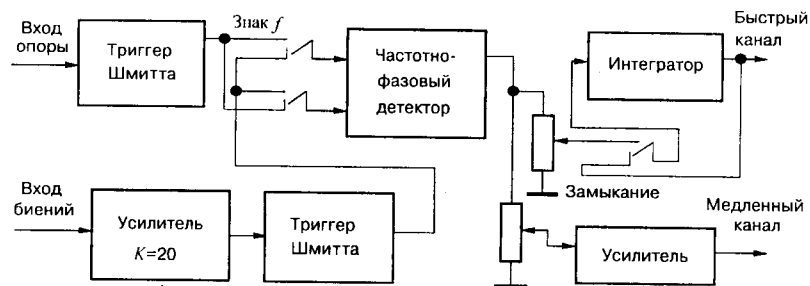 Вход
опоры
Триггер
Шмитта
Знак f
Частотно-
фазовый
детектор
Интегратор
Быстрый
канал
Замыкание
Вход
биений
Усилитель
K=20
Триггер
Шмитта
Усилитель
Медленный
канал